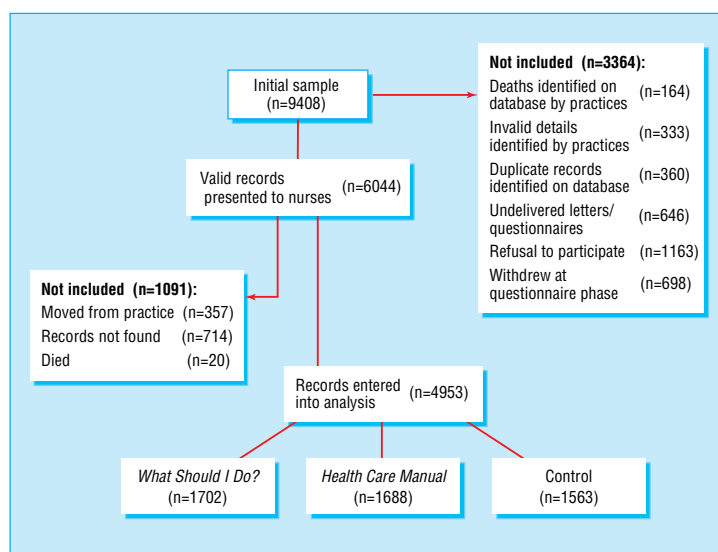 Initial sample
(n=9408)
Not included (n=3364):
Deaths identified on
database by practices (n=164)
Invalid details
identified by practices (n=333)
Duplicate records
identified on database (n=360)
Undelivered letters/
questionnaires (n=646)
Refusal to participate (n=1163)
Withdrew at
questionnaire phase (n=698)
Valid records
presented to nurses (n=6044)
Not included (n=1091):
Moved from practice (n=357)
Records not found (n=714)
Died (n=20)
Records entered
into analysis (n=4953)
What Should I Do?
(n=1702)
Health Care Manual
(n=1688)
Control
(n=1563)